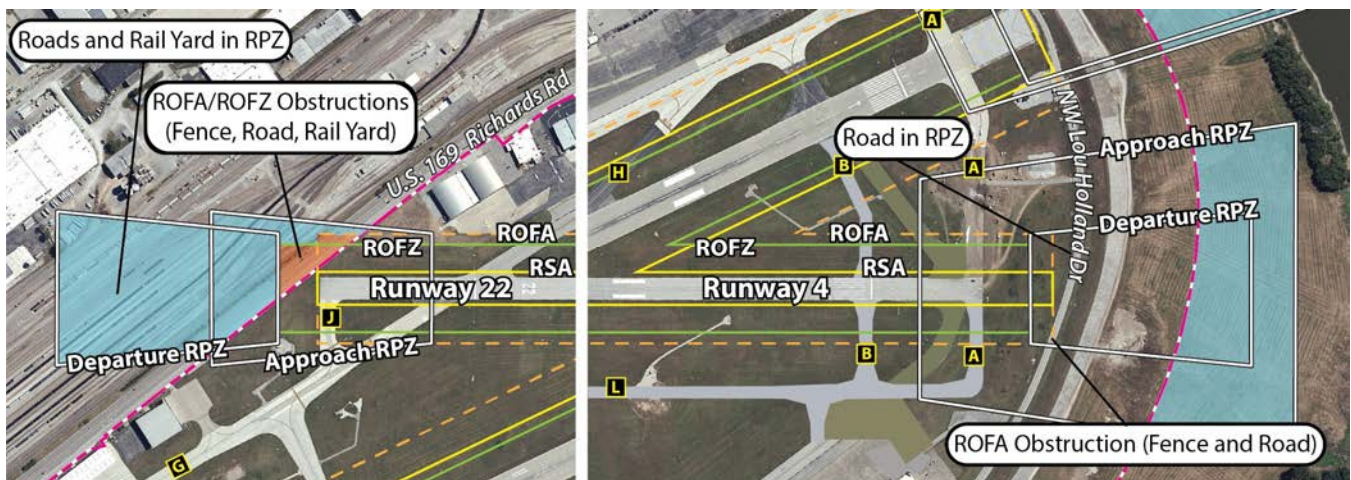 Roads and Rail Yard in RPZ
ROFA/ROFZ Obstructions
(Fence, Road, Rail Yard)
U.S. 169 Richards Rd
ROFZ
ROFA
RSA
Runway 22
22
J
Departure RPZ
Approach RPZ
G
A
H
Road in RPZ
B
A
NW Lou Holland Dr
Approach RPZ
Departure RPZ
ROFZ
ROFA
RSA
Runway 4
B
A
L
ROFA Obstruction (Fence and Road)